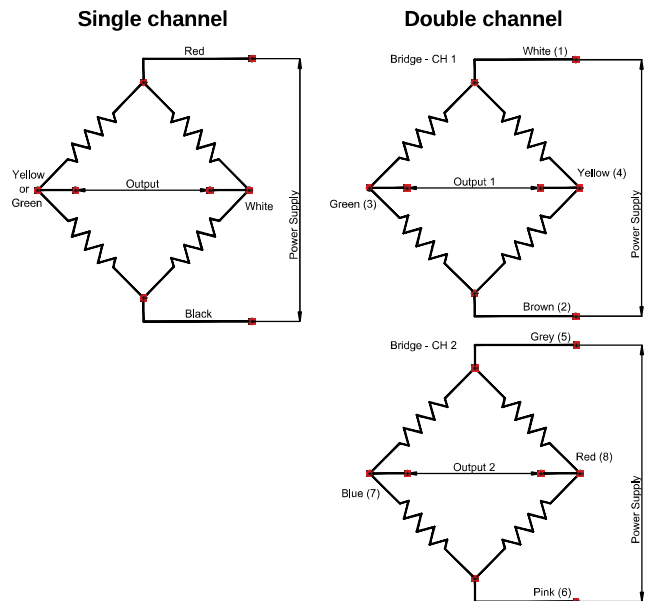 Single channel
Red
Yellow
or
Green
Output
White
Power Supply
Black
Double channel
Bridge - CH 1
White (1)
Yellow (4)
Output 1
Green (3)
Power Supply
Brown (2)
Bridge - CH 2
Grey (5)
Red (8)
Output 2
Blue (7)
Power Supply
Pink (6)